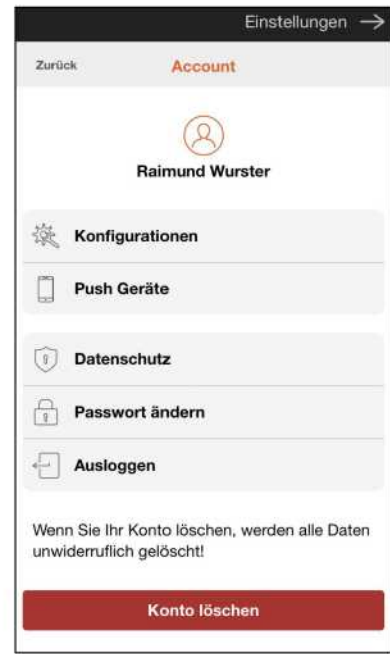 Einstellungen →
Zurück Account
Raimund Wurster
Konfigurationen
Push Geräte
Datenschutz
Passwort ändern
Ausloggen
Wenn Sie Ihr Konto löschen, werden alle Daten
unwiderruflich gelöscht!
Konto löschen